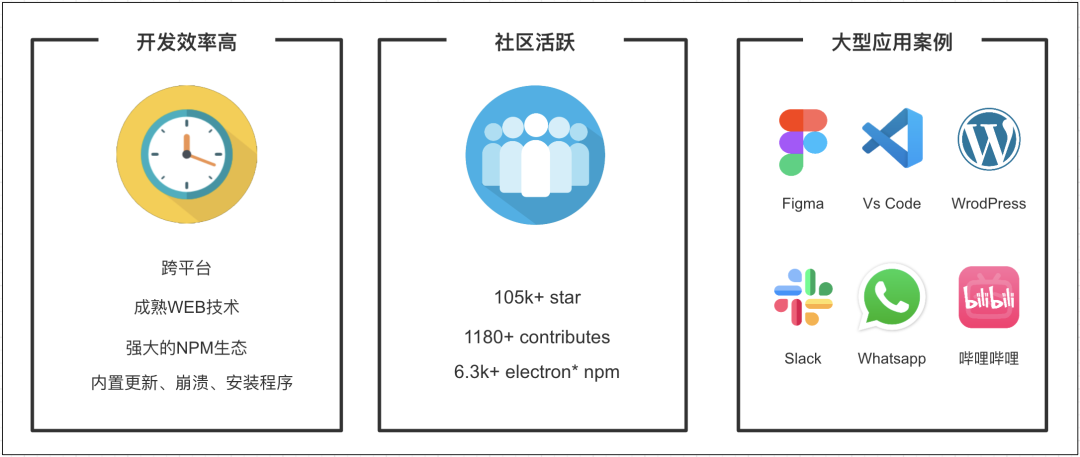 开发效率高
跨平台
成熟WEB技术
强大的NPM生态
内置更新、崩溃、安装程序
社区活跃
105k+ star
1180+ contributes
6.3k+ electron* npm
大型应用案例
Figma
Vs Code
WrodPress
bilibili
Slack
Whatsapp
哔哩哔哩